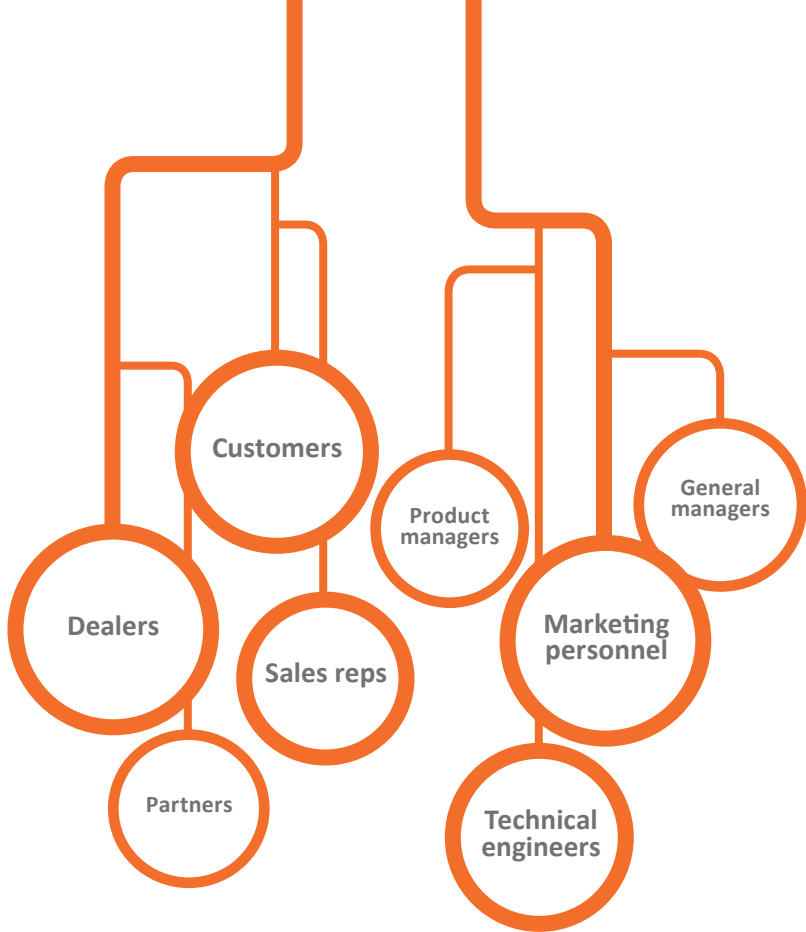 Customers
General
managers
Product
managers
Dealers
Marketing
personnel
Sales reps
Partners
Technical
engineers